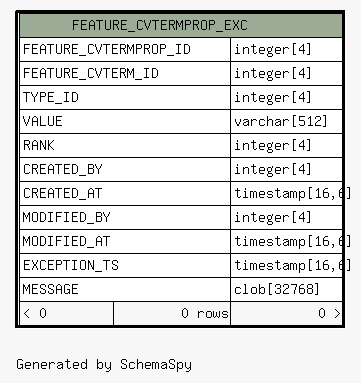 FEATURE_CVTERMPROP_EXC
FEATURE_CVTERMPROP_ID integer[4]
FEATURE_CVTERM_ID integer[4]
TYPE_ID integer[4]
VALUE varchar[512]
RANK integer[4]
CREATED_BY integer[4]
CREATED_AT timestamp[16,6]
MODIFIED_BY integer[4]
MODIFIED_AT timestamp[16,6]
EXCEPTION_TS timestamp[16,6]
MESSAGE clob[32768]
< 0 0 rows 0 >
Generated by SchemaSpy